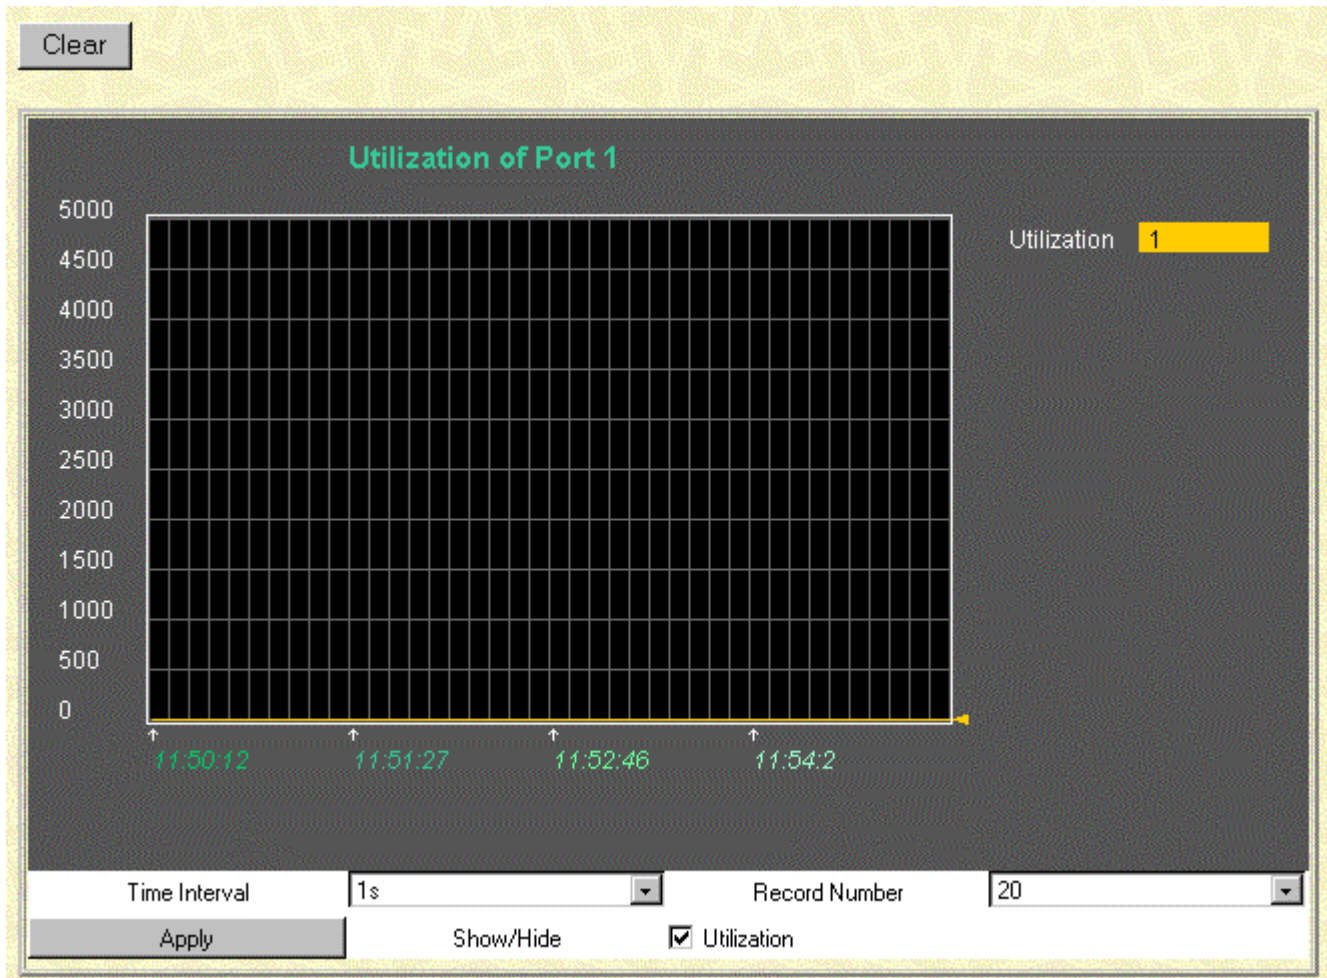 Clear
Utilization of Port 1
5000
Utilization 1
4500
4000
3500
3000
2500
2000
1500
1000
500
0
11:50:12 11:51:27 11:52:46 11:54:2
Time Interval 1s Record Number 20
Apply Show/Hide Utilization